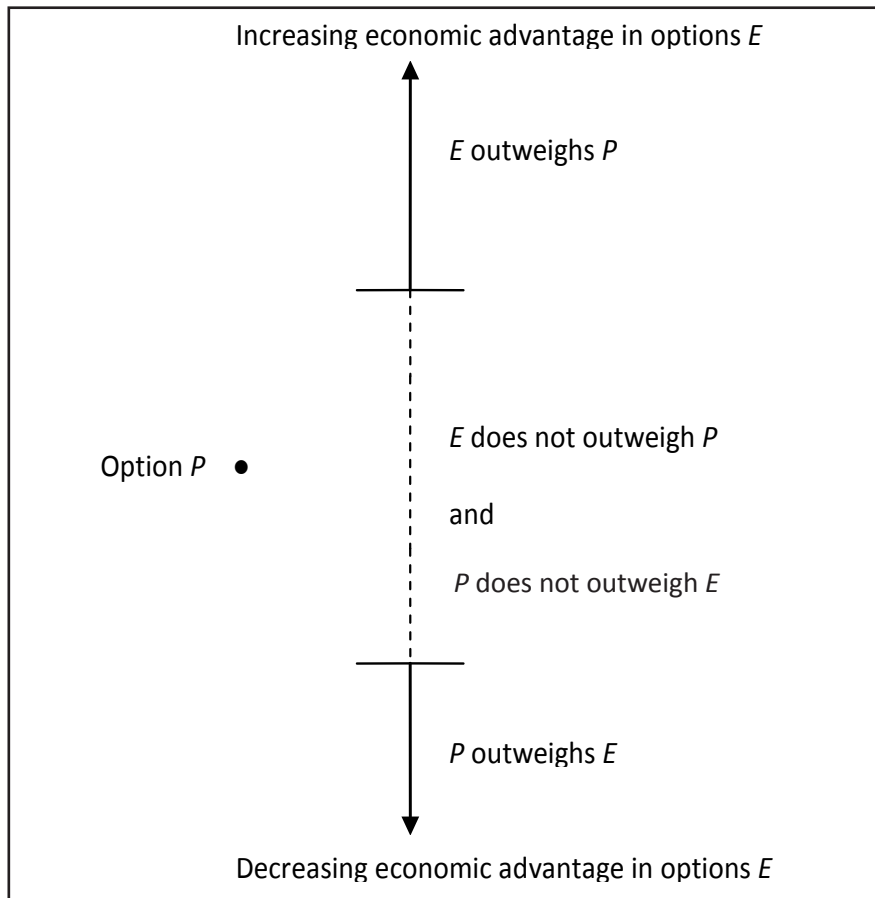 Increasing economic advantage in options E
E outweighs P
E does not outweigh P
Option P
and
P does not outweigh E
P outweighs E
Decreasing economic advantage in options E